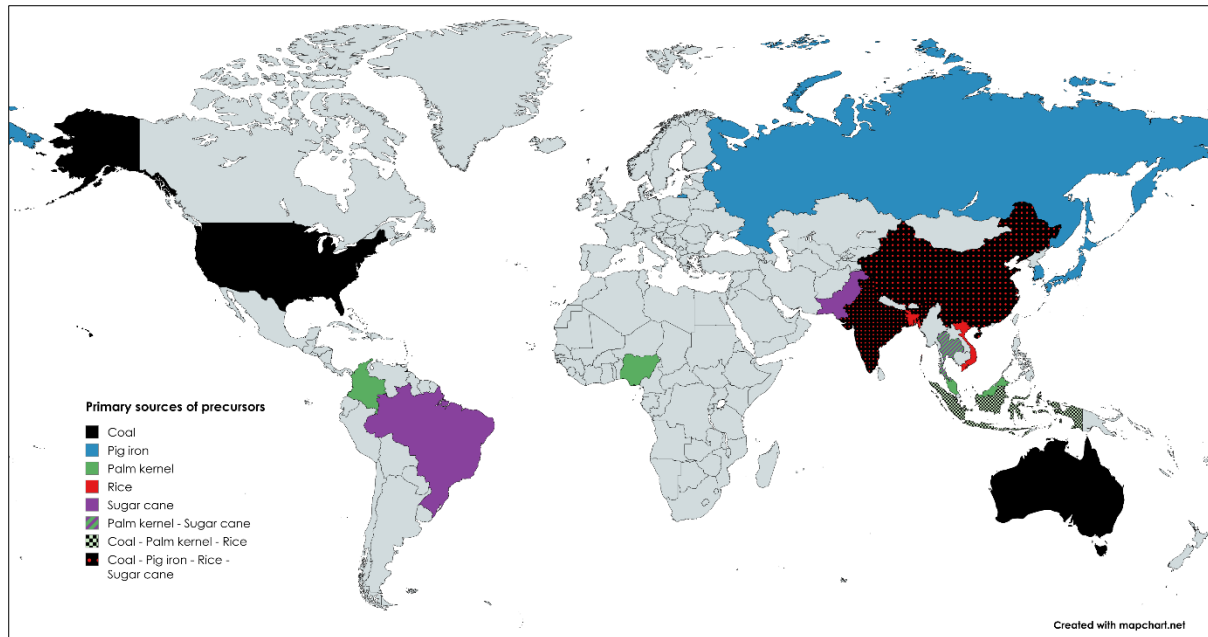 Primary sources of precursors
Coal
Pig iron
Palm kernel
Rice
Sugar cane
Palm kernel - Sugar cane
Coal - Palm kernel - Rice
Coal - Pig iron - Rice -
Sugar cane
Created with mapchart.net